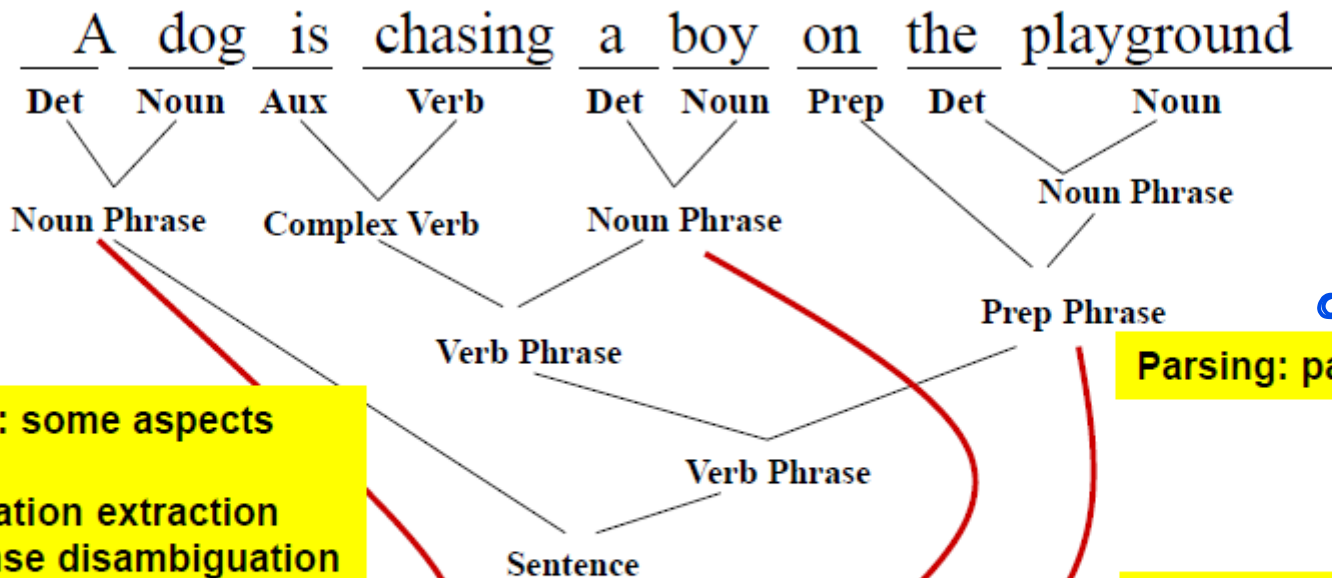 A dog is chasing a boy on the playground
Det Noun Aux Verb Det Noun Prep Det Noun
Noun Phrase
Noun Phrase Complex Verb Noun Phrase
Prep Phrase
Verb Phrase
Parsing: pa
: some aspects
Verb Phrase
ation extraction
nse disambiguation
Sentence